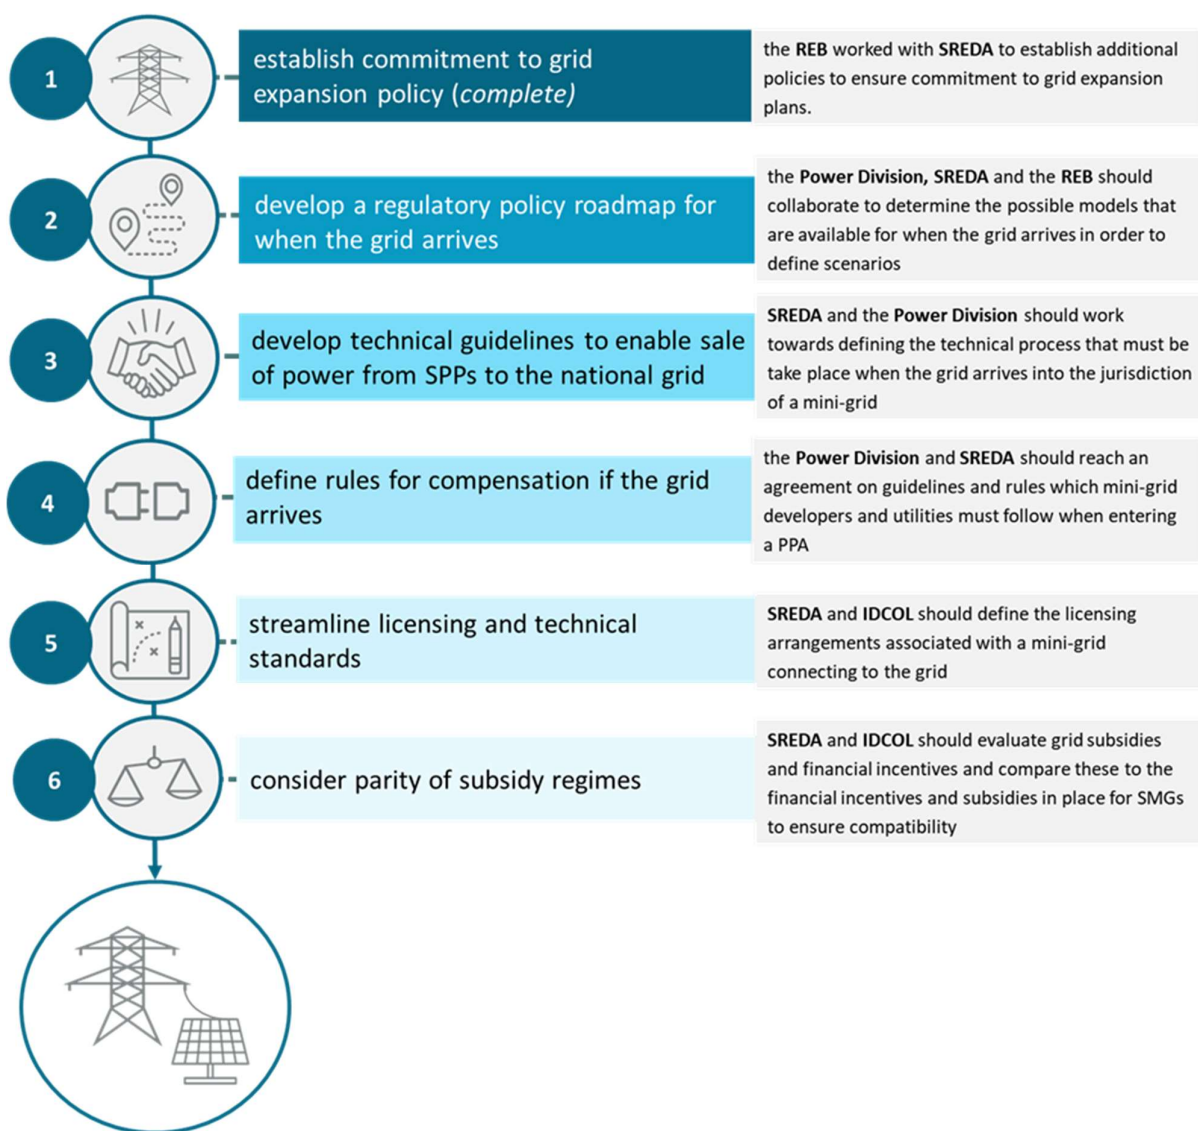 1
establish commitment to grid
expansion policy (complete)
the REB worked with SREDA to establish additional
policies to ensure commitment to grid expansion
plans.
2
develop a regulatory policy roadmap for
when the grid arrives
the Power Division, SREDA and the REB should
collaborate to determine the possible models that
are available for when the grid arrives in order to
define scenarios
3
develop technical guidelines to enable sale
of power from SPPs to the national grid
SREDA and the Power Division should work
towards defining the technical process that must be
take place when the grid arrives into the jurisdiction
of a mini-grid
4
define rules for compensation if the grid
arrives
the Power Division and SREDA should reach an
agreement on guidelines and rules which mini-grid
developers and utilities must follow when entering
a PPA
5
streamline licensing and technical
standards
SREDA and IDCOL should define the licensing
arrangements associated with a mini-grid
connecting to the grid
6
consider parity of subsidy regimes
SREDA and IDCOL should evaluate grid subsidies
and financial incentives and compare these to the
financial incentives and subsidies in place for SMGs
to ensure compatibility